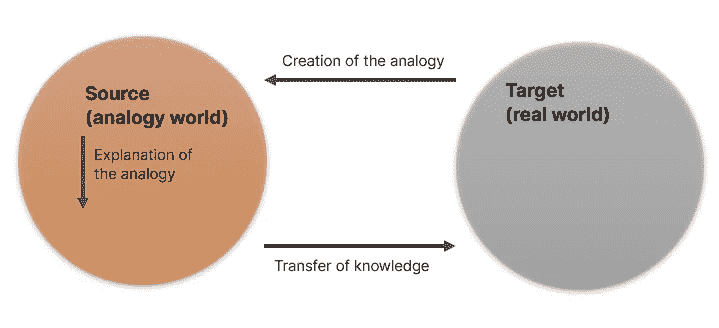 Creation of the analogy
Source
(analogy world)
Target
(real world)
Explanation of
the analogy
Transfer of knowledge